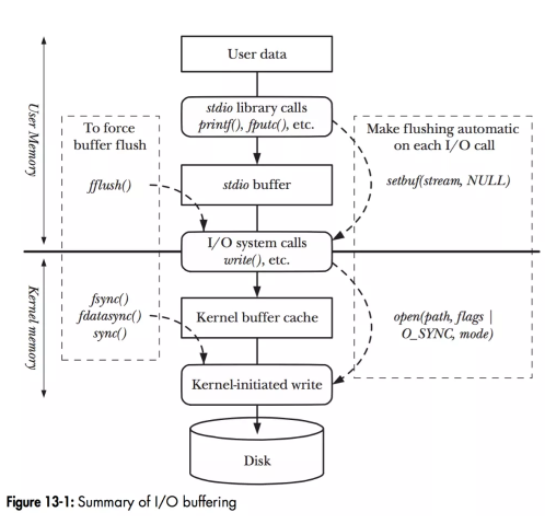 User data
stdio library calls
printf(), fputc(), etc.
stdio buffer
I/O system calls
write(), etc.
Kernel buffer cache
Kernel-initiated write
Disk
User Memory
Kernel memory
To force
buffer flush
fflush()
fsync()
fdatasync()
sync()
Make flushing automatic
on each I/O call
setbuf(stream, NULL)
open(path, flags |
O_SYNC, mode)
Figure 13-1: Summary of I/O buffering